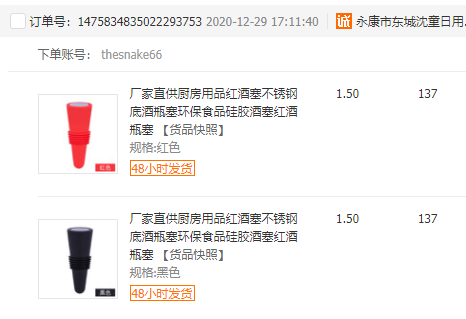 订单号：1475834835022293753 2020-12-29 17:11:40 诚 永康市东城沈童日用.
下单账号： thesnake66
厂家直供厨房用品红酒塞不锈钢 1.50 137
底酒瓶塞环保食品硅胶酒塞红酒
瓶塞 【货品快照】
规格:红色
红色
48小时发货
厂家直供厨房用品红酒塞不锈钢 1.50 137
底酒瓶塞环保食品硅胶酒塞红酒
瓶塞 【货品快照】
规格:黑色
黑色
48小时发货